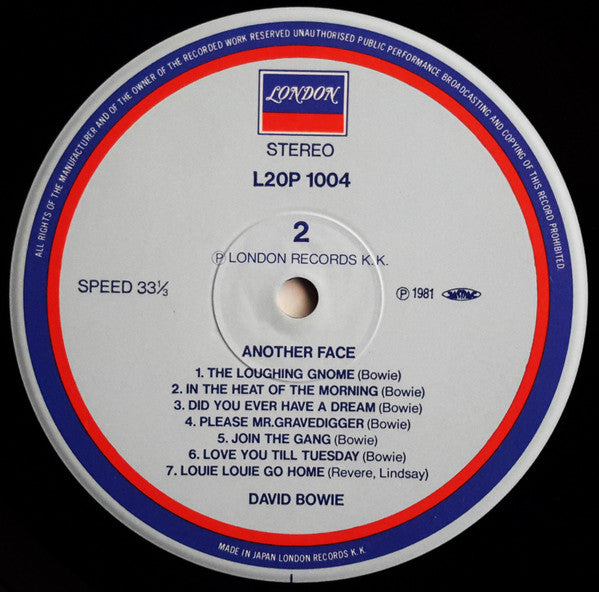 ALL RIGHTS OF THE MANUFACTURER AND OF THE OWNER OF THE RECORDED WORK RESERVED UNAUTHORISED PUBLIC PERFORMANCE BROADCASTING AND COPYING OF THIS RECORD PROHIBITED
LONDON
STEREO
L20P 1004
2
Ⓟ LONDON RECORDS K.K.
SPEED 33⅓
Ⓟ 1981
ANOTHER FACE
1. THE LOUGHING GNOME (Bowie)
2. IN THE HEAT OF THE MORNING (Bowie)
3. DID YOU EVER HAVE A DREAM (Bowie)
4. PLEASE MR.GRAVEDIGGER (Bowie)
5. JOIN THE GANG (Bowie)
6. LOVE YOU TILL TUESDAY (Bowie)
7. LOUIE LOUIE GO HOME (Revere, Lindsay)
DAVID BOWIE
MADE IN JAPAN LONDON RECORDS K.K.